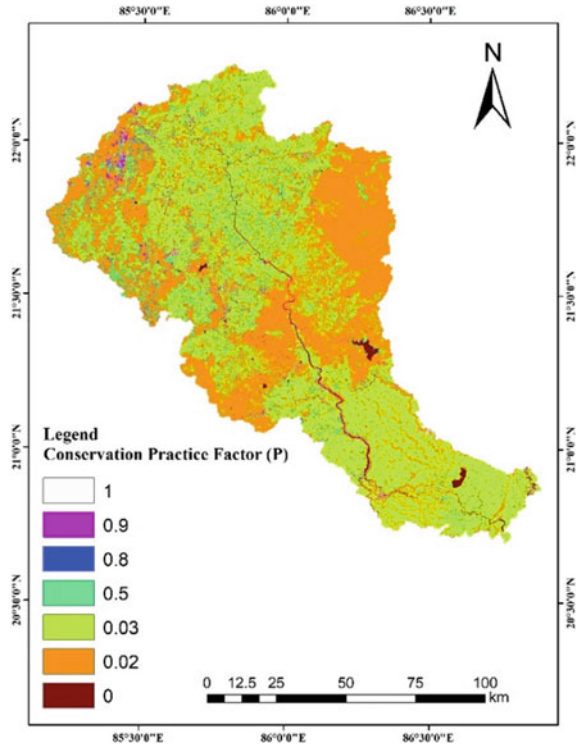 85°30'0"E 86°0'0"E 86°30'0"E
N
22°0'0"N 22°0'0"N
21°30'0"N 21°30'0"N
21°0'0"N 21°0'0"N
20°30'0"N 20°30'0"N
Legend
Conservation Practice Factor (P)
1
0.9
0.8
0.5
0.03
0.02
0
0 12.5 25 50 75 100
km
85°30'0"E 86°0'0"E 86°30'0"E